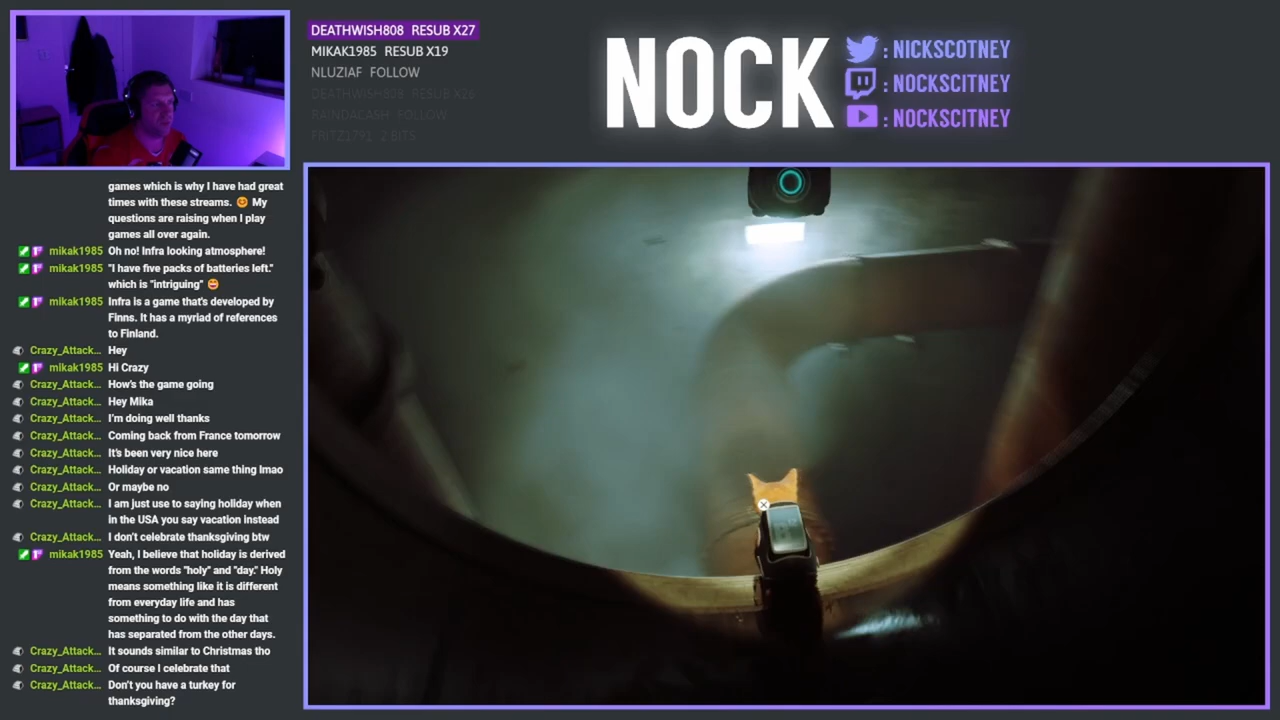 DEATHWISH808 RESUB X27
MIKAK1985 RESUB X19
NLUZIAF FOLLOW
DEATHWISH808 RESUB X26
RAINDACASH FOLLOW
FRITZ1791 2 BITS
NOCK
: NICKSCOTNEY
: NOCKSCITNEY
: NOCKSCITNEY
games which is why I have had great
times with these streams. 😊 My
questions are raising when I play
games all over again.
mikak1985 Oh no! Infra looking atmosphere!
mikak1985 "I have five packs of batteries left."
which is "intriguing" 😄
mikak1985 Infra is a game that's developed by
Finns. It has a myriad of references
to Finland.
Crazy_Attack... Hey
mikak1985 Hi Crazy
Crazy_Attack... How's the game going
Crazy_Attack... Hey Mika
Crazy_Attack... I'm doing well thanks
Crazy_Attack... Coming back from France tomorrow
Crazy_Attack... It's been very nice here
Crazy_Attack... Holiday or vacation same thing lmao
Crazy_Attack... Or maybe no
Crazy_Attack... I am just use to saying holiday when
in the USA you say vacation instead
Crazy_Attack... I don't celebrate thanksgiving btw
mikak1985 Yeah, I believe that holiday is derived
from the words "holy" and "day." Holy
means something like it is different
from everyday life and has
something to do with the day that
has separated from the other days.
Crazy_Attack... It sounds similar to Christmas tho
Crazy_Attack... Of course I celebrate that
Crazy_Attack... Don't you have a turkey for
thanksgiving?